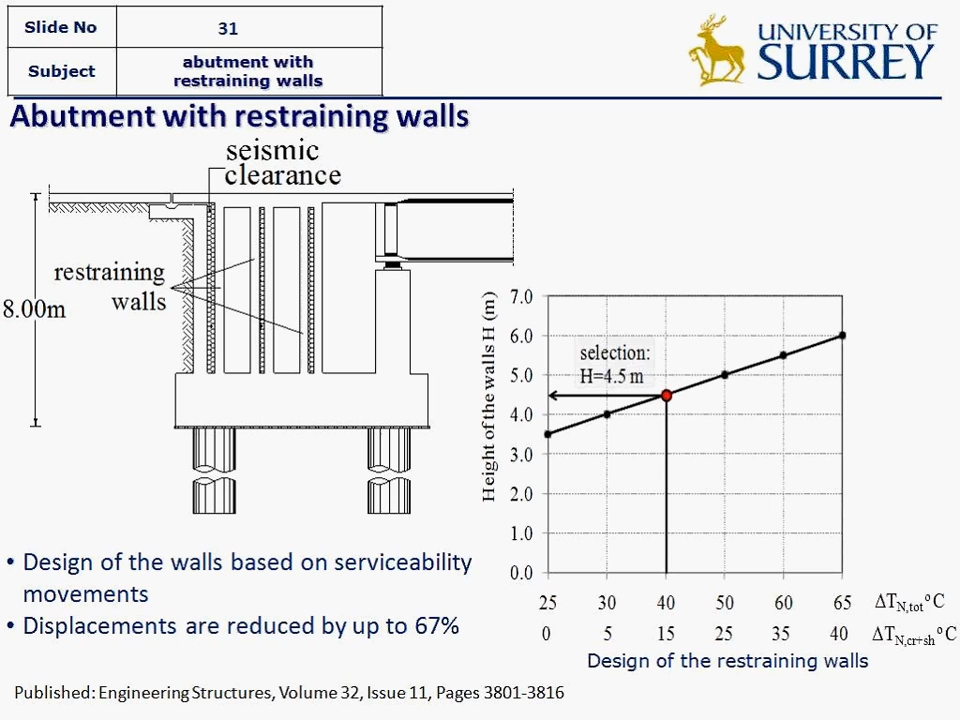 Slide No 31
Subject abutment with
restraining walls
UNIVERSITY OF
SURREY
Abutment with restraining walls
seismic
clearance
restraining
walls
8.00m
Height of the walls H (m)
7.0
6.0
5.0
4.0
3.0
2.0
1.0
0.0
selection:
H=4.5 m
25 30 40 50 60 65 ΔTN,tot°C
0 5 15 25 35 40 ΔTN,cr+sh°C
Design of the restraining walls
• Design of the walls based on serviceability
movements
• Displacements are reduced by up to 67%
Published: Engineering Structures, Volume 32, Issue 11, Pages 3801-3816